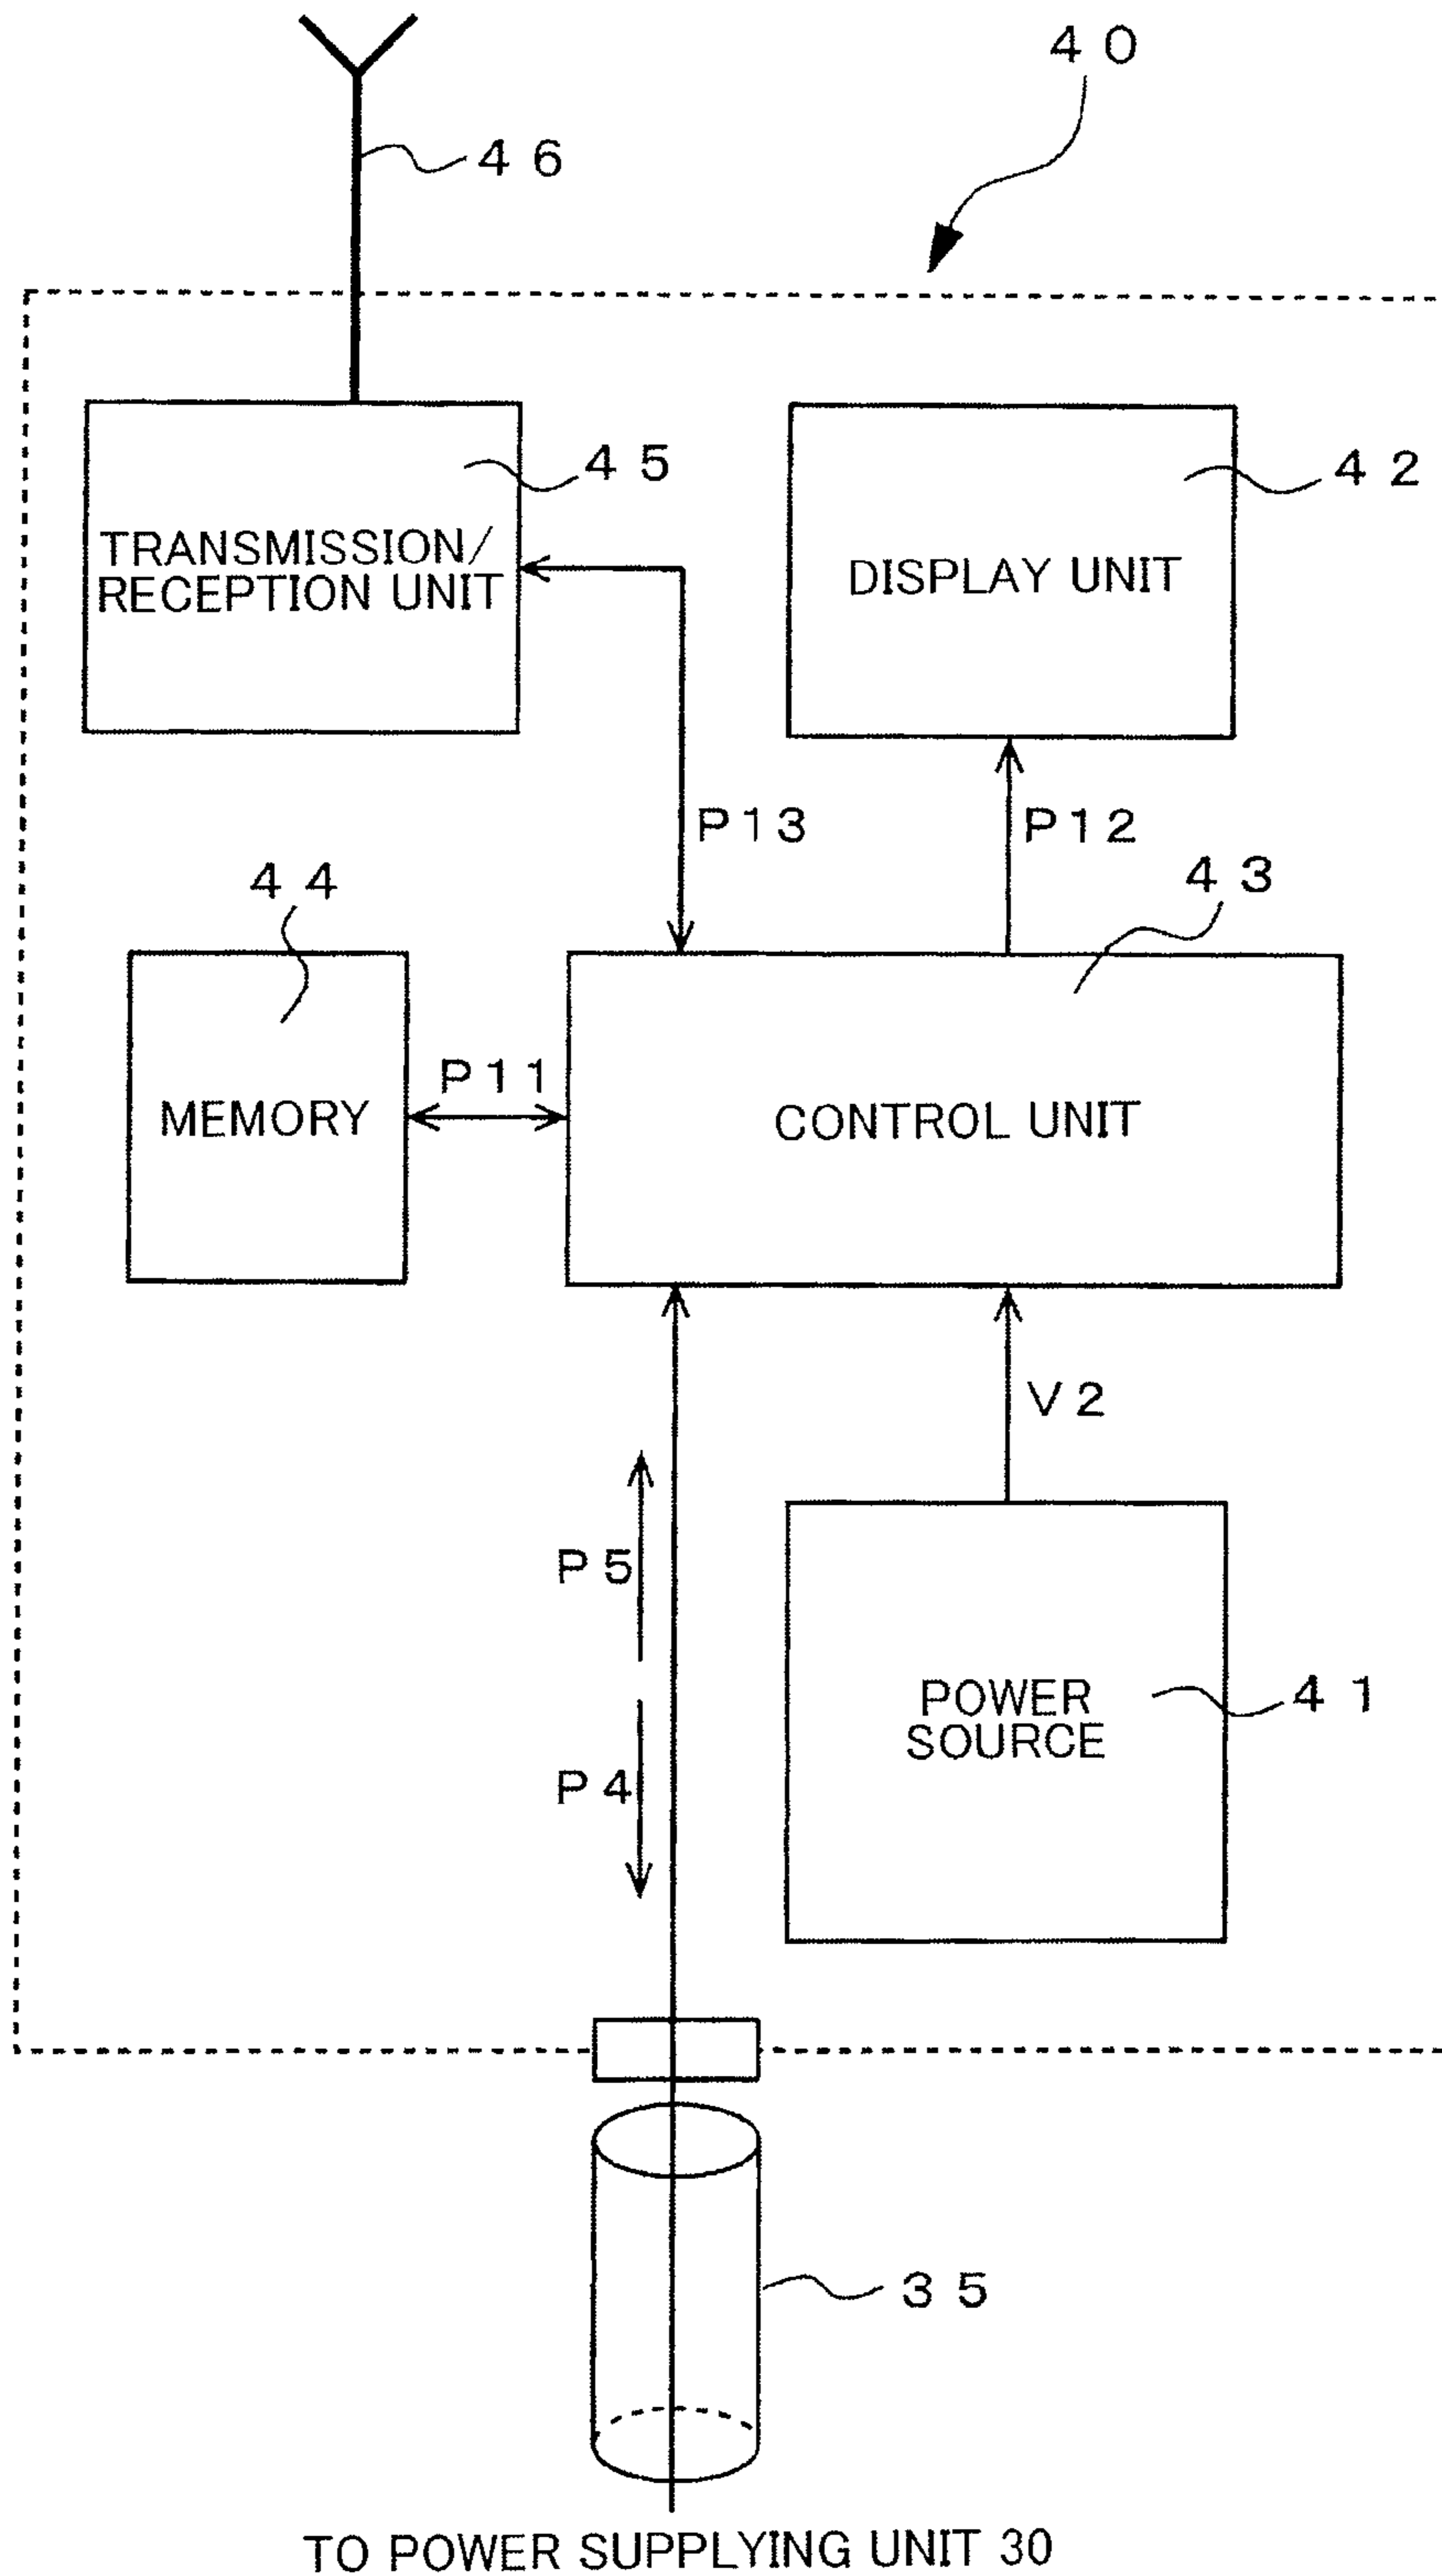 ４０
４６
４５
TRANSMISSION/
RECEPTION UNIT
４２
DISPLAY UNIT
P13
P12
４４
４３
P11
MEMORY
CONTROL UNIT
V2
P5
POWER
SOURCE
４１
P4
３５
TO POWER SUPPLYING UNIT 30